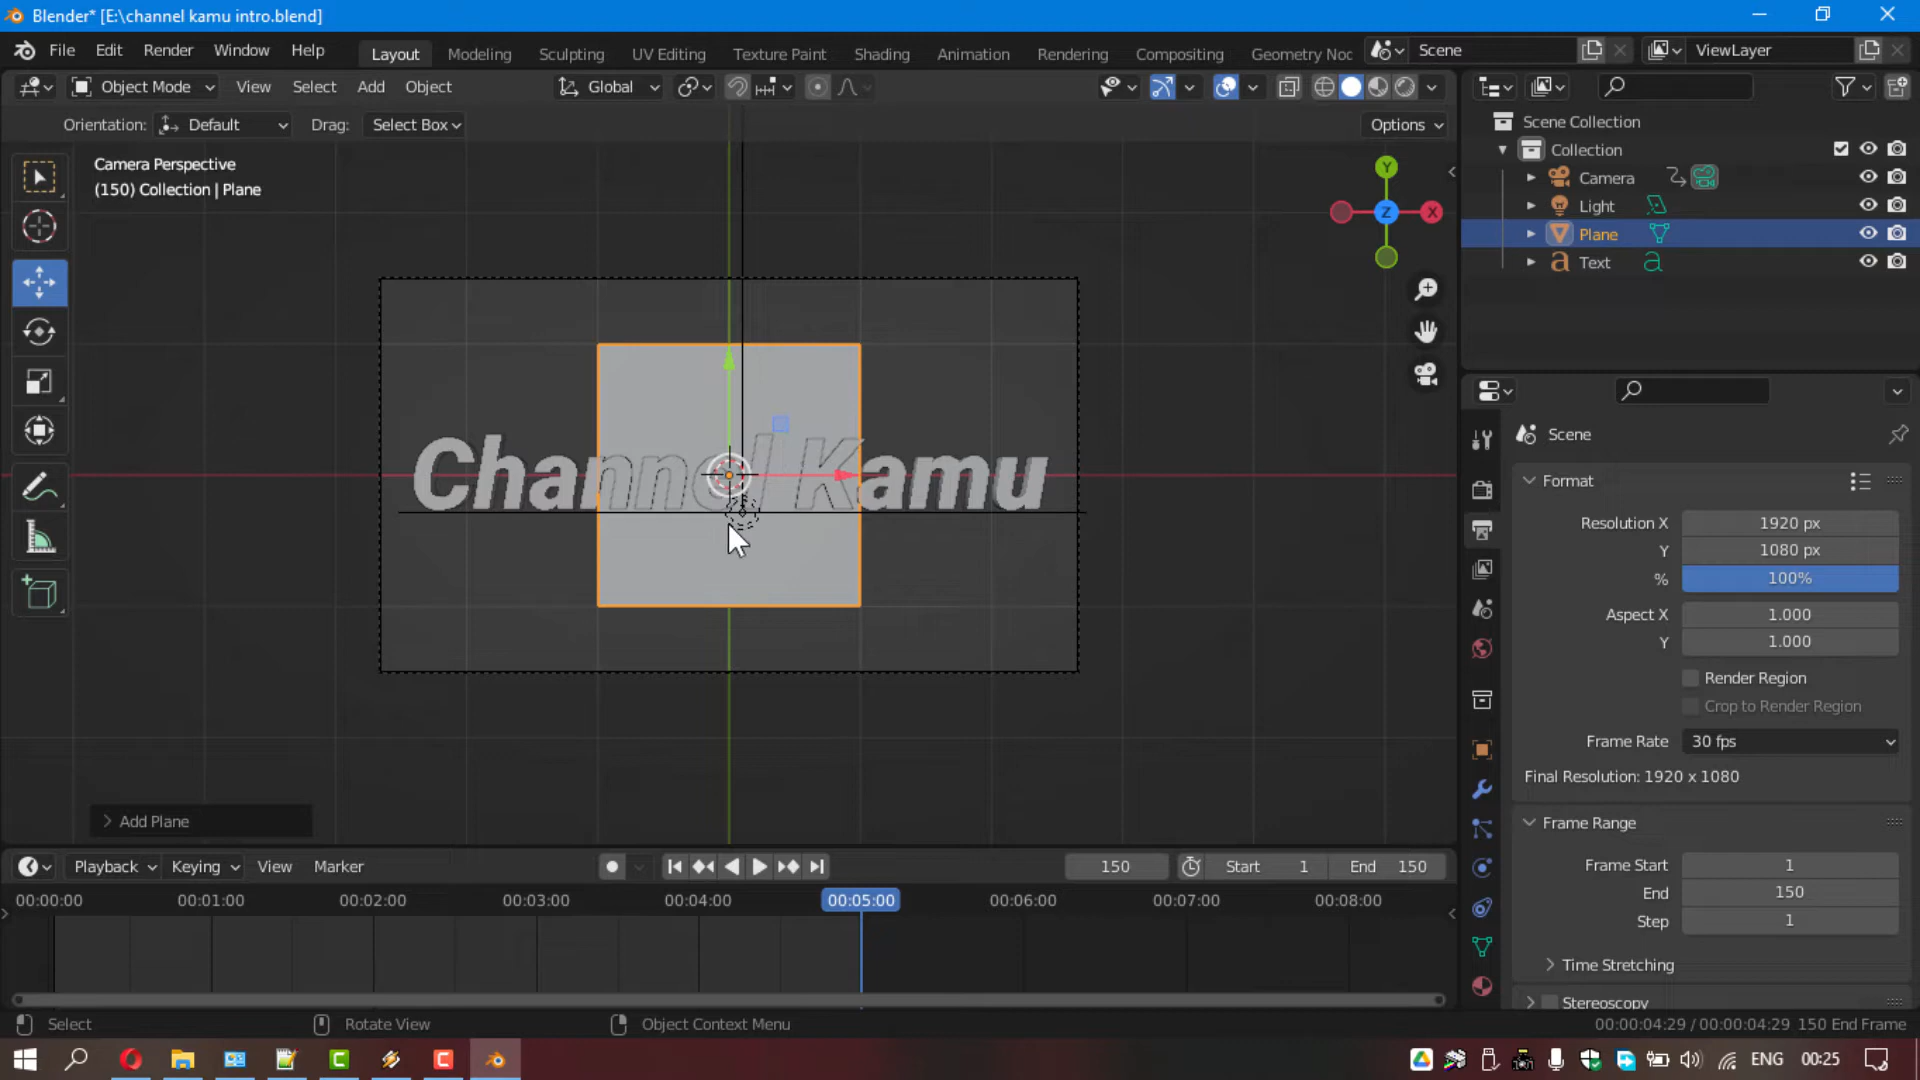 Blender* [E:\channel kamu intro.blend]
File Edit Render Window Help Layout Modeling Sculpting UV Editing Texture Paint Shading Animation Rendering Compositing Geometry Noc Scene ViewLayer
Object Mode View Select Add Object Global
Orientation: Default Drag: Select Box Options
Camera Perspective
(150) Collection | Plane
Y
Z X
Channel Kamu
Add Plane
Scene Collection
Collection
Camera
Light
Plane
Text
Scene
Format
Resolution X 1920 px
Y 1080 px
% 100%
Aspect X 1.000
Y 1.000
Render Region
Crop to Render Region
Frame Rate 30 fps
Final Resolution: 1920 x 1080
Frame Range
Frame Start 1
End 150
Step 1
Time Stretching
Stereoscopy
Playback Keying View Marker 150 Start 1 End 150
00:00:00 00:01:00 00:02:00 00:03:00 00:04:00 00:05:00 00:06:00 00:07:00 00:08:00
Select Rotate View Object Context Menu 00:00:04:29 / 00:00:04:29 150 End Frame
ENG 00:25